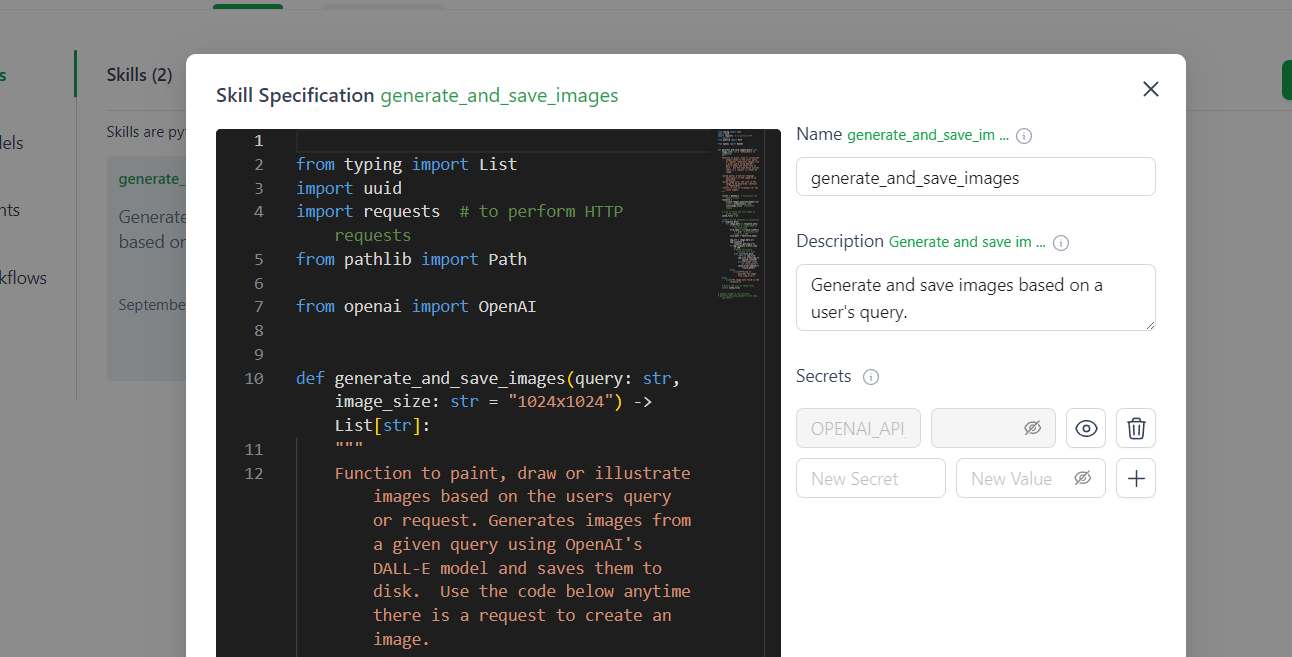 s
Skills (2)
Skills are py
generate_
Generate
based or
Septembe
dels
nts
kflows
Skill Specification generate_and_save_images
1
2 from typing import List
3 import uuid
4 import requests  # to perform HTTP
requests
5 from pathlib import Path
6
7 from openai import OpenAI
8
9
10 def generate_and_save_images(query: str,
image_size: str = "1024x1024") ->
List[str]:
11 """
12 Function to paint, draw or illustrate
images based on the users query
or request. Generates images from
a given query using OpenAI's
DALL-E model and saves them to
disk.  Use the code below anytime
there is a request to create an
image.
Name generate_and_save_im ...
generate_and_save_images
Description Generate and save im ...
Generate and save images based on a
user's query.
Secrets
OPENAI_API_
New Secret New Value